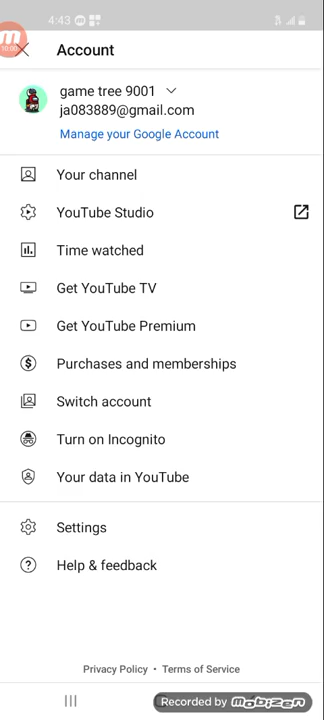 4:43
10:00
Account
game tree 9001
ja083889@gmail.com
Manage your Google Account
Your channel
YouTube Studio
Time watched
Get YouTube TV
Get YouTube Premium
Purchases and memberships
Switch account
Turn on Incognito
Your data in YouTube
Settings
Help & feedback
Privacy Policy • Terms of Service
Recorded by mobizen